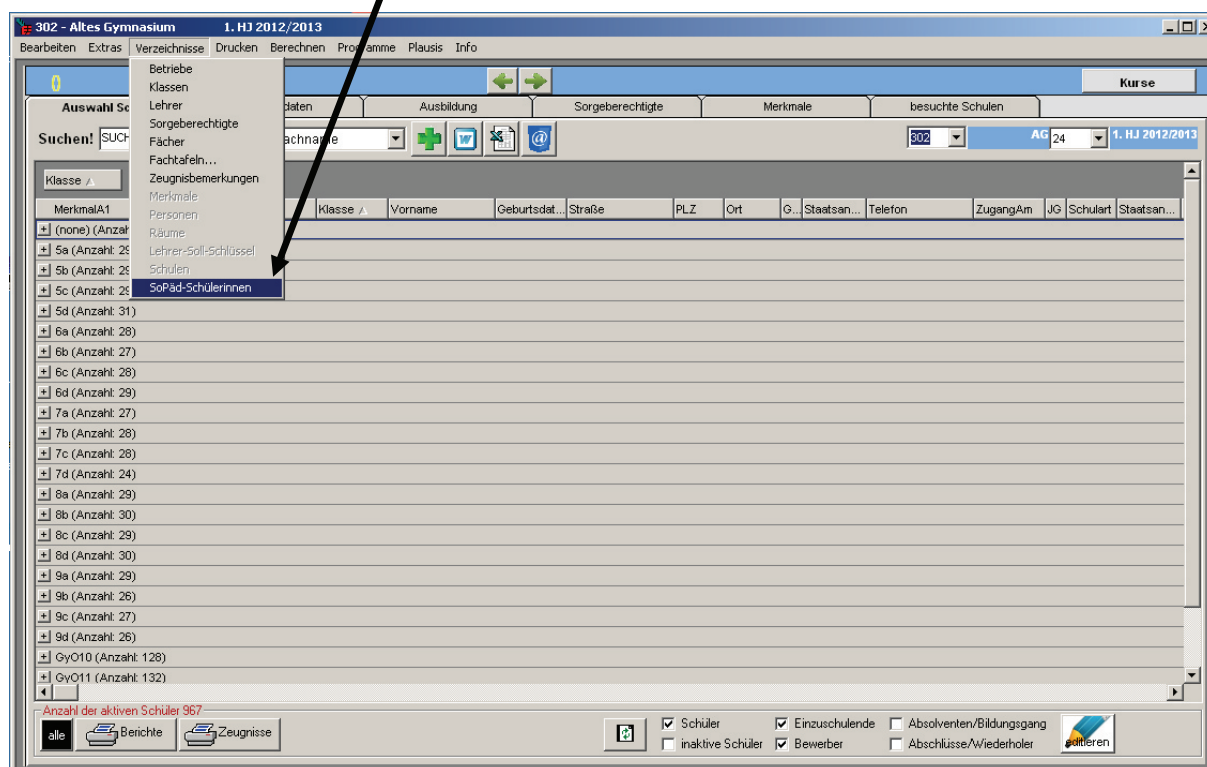 302 - Altes Gymnasium 1. HJ 2012/2013
Bearbeiten Extras Verzeichnisse Drucken Berechnen Plausis Info
Betriebe
Klassen
Lehrer
Sorgeberechtigte
Fächer
Fachtafeln...
Zeugnisbemerkungen
Merkmale
Personen
Räume
Lehrer-Soll-Schlüssel
Schulen
SoPäd-Schülerinnen
0 Kurse
Auswahl Ausbildung Sorgeberechtigte Merkmale besuchte Schulen
Suchen! 302 AG 24 1. HJ 2012/2013
Klasse
MerkmalA1 Klasse Vorname Geburtsdat... Straße PLZ Ort G... Staatsan... Telefon ZugangAm JG Schulart Staatsan...
(none)
5a (Anzahl: 29
5b (Anzahl: 29
5c (Anzahl: 29
5d (Anzahl: 31)
6a (Anzahl: 28)
6b (Anzahl: 27)
6c (Anzahl: 28)
6d (Anzahl: 29)
7a (Anzahl: 27)
7b (Anzahl: 28)
7c (Anzahl: 28)
7d (Anzahl: 24)
8a (Anzahl: 29)
8b (Anzahl: 30)
8c (Anzahl: 29)
8d (Anzahl: 30)
9a (Anzahl: 29)
9b (Anzahl: 26)
9c (Anzahl: 27)
9d (Anzahl: 26)
GyO10 (Anzahl: 128)
GyO11 (Anzahl: 132)
Anzahl der aktiven Schüler 967
alle Berichte Zeugnisse
Schüler Einzuschulende Absolventen/Bildungsgang
inaktive Schüler Bewerber Abschlüsse/Wiederholer
editieren